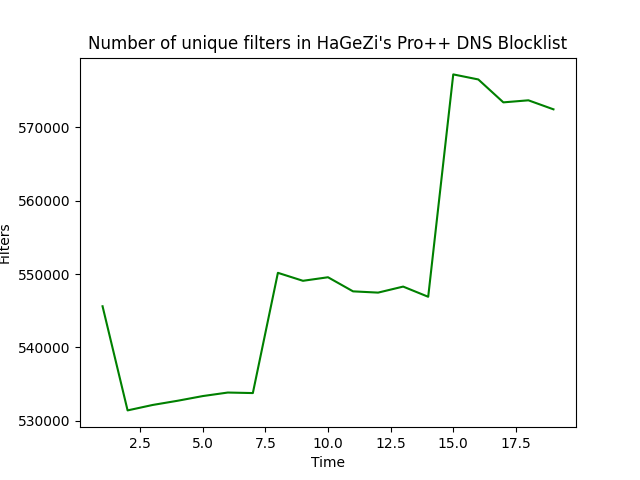 Number of unique filters in HaGeZi's Pro++ DNS Blocklist
570000
560000
550000
540000
530000
Filters
2.5 5.0 7.5 10.0 12.5 15.0 17.5
Time